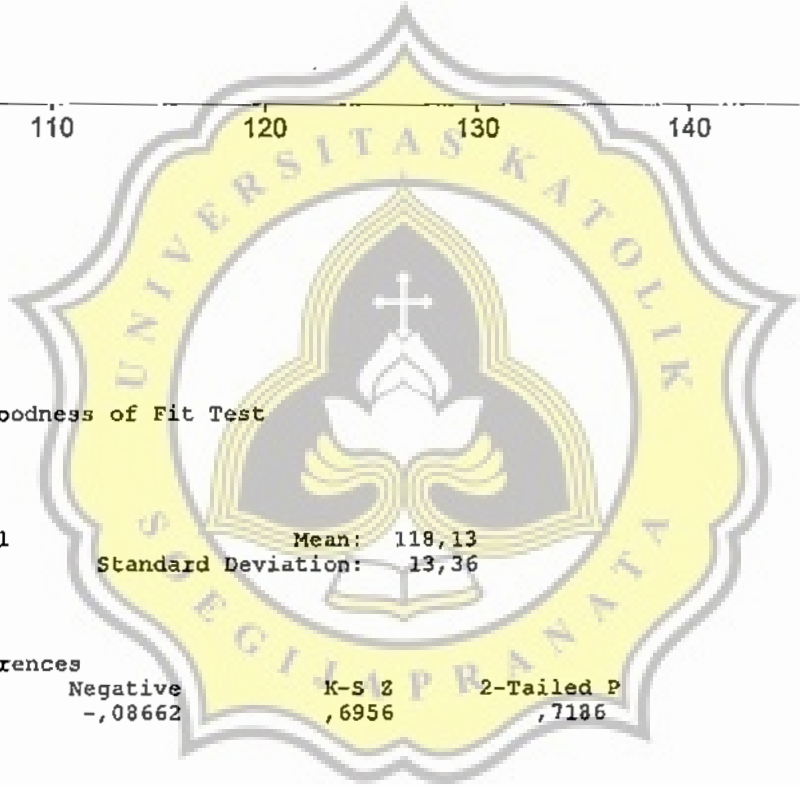 110 120 130 140
UNIVERSITAS KATOLIK
oodness of Fit Test
l Mean: 118,13
Standard Deviation: 13,36
SOEGIJAPRANATA
rences
Negative K-S Z 2-Tailed P
-,08662 ,6956 ,7186